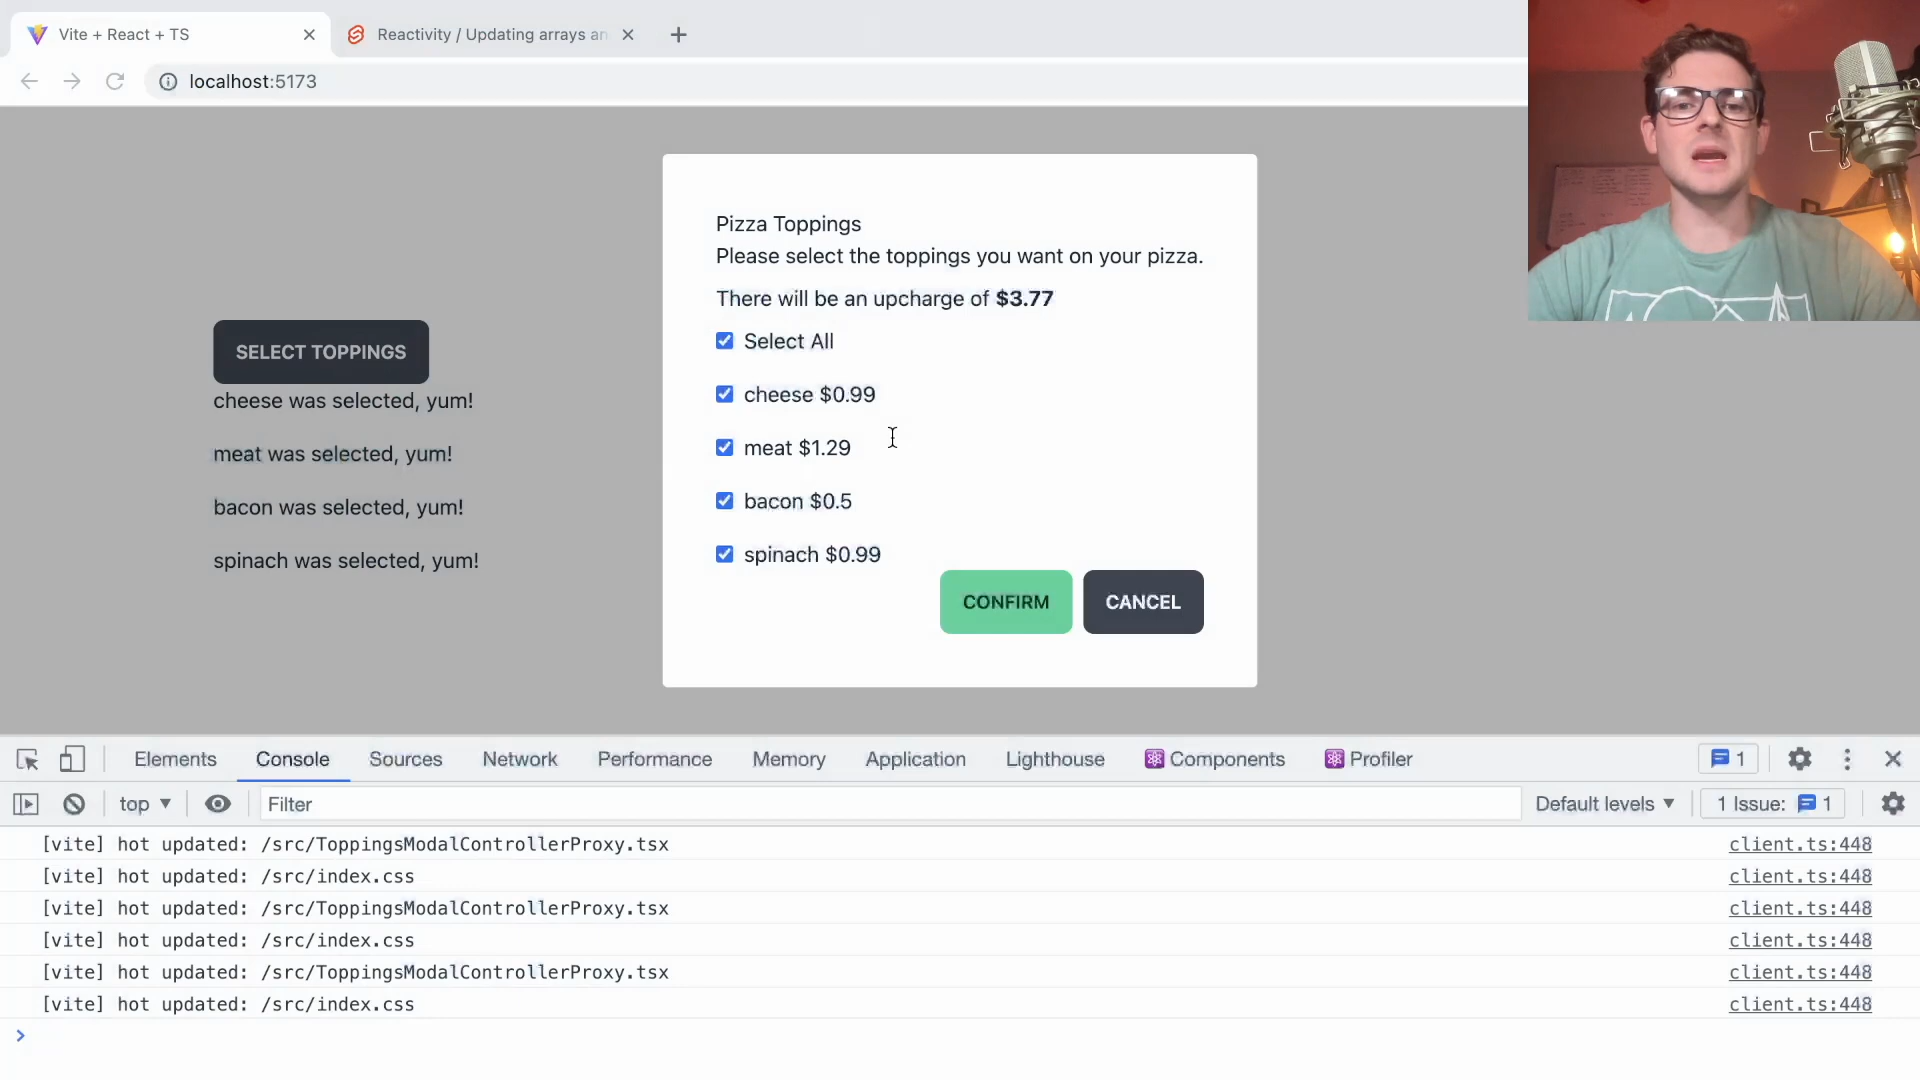 Vite + React + TS
Reactivity / Updating arrays an
localhost:5173
Pizza Toppings
Please select the toppings you want on your pizza.
There will be an upcharge of $3.77
Select All
cheese $0.99
meat $1.29
bacon $0.5
spinach $0.99
CONFIRM CANCEL
SELECT TOPPINGS
cheese was selected, yum!
meat was selected, yum!
bacon was selected, yum!
spinach was selected, yum!
Elements Console Sources Network Performance Memory Application Lighthouse Components Profiler 1
top Filter Default levels 1 Issue: 1
[vite] hot updated: /src/ToppingsModalControllerProxy.tsx client.ts:448
[vite] hot updated: /src/index.css client.ts:448
[vite] hot updated: /src/ToppingsModalControllerProxy.tsx client.ts:448
[vite] hot updated: /src/index.css client.ts:448
[vite] hot updated: /src/ToppingsModalControllerProxy.tsx client.ts:448
[vite] hot updated: /src/index.css client.ts:448